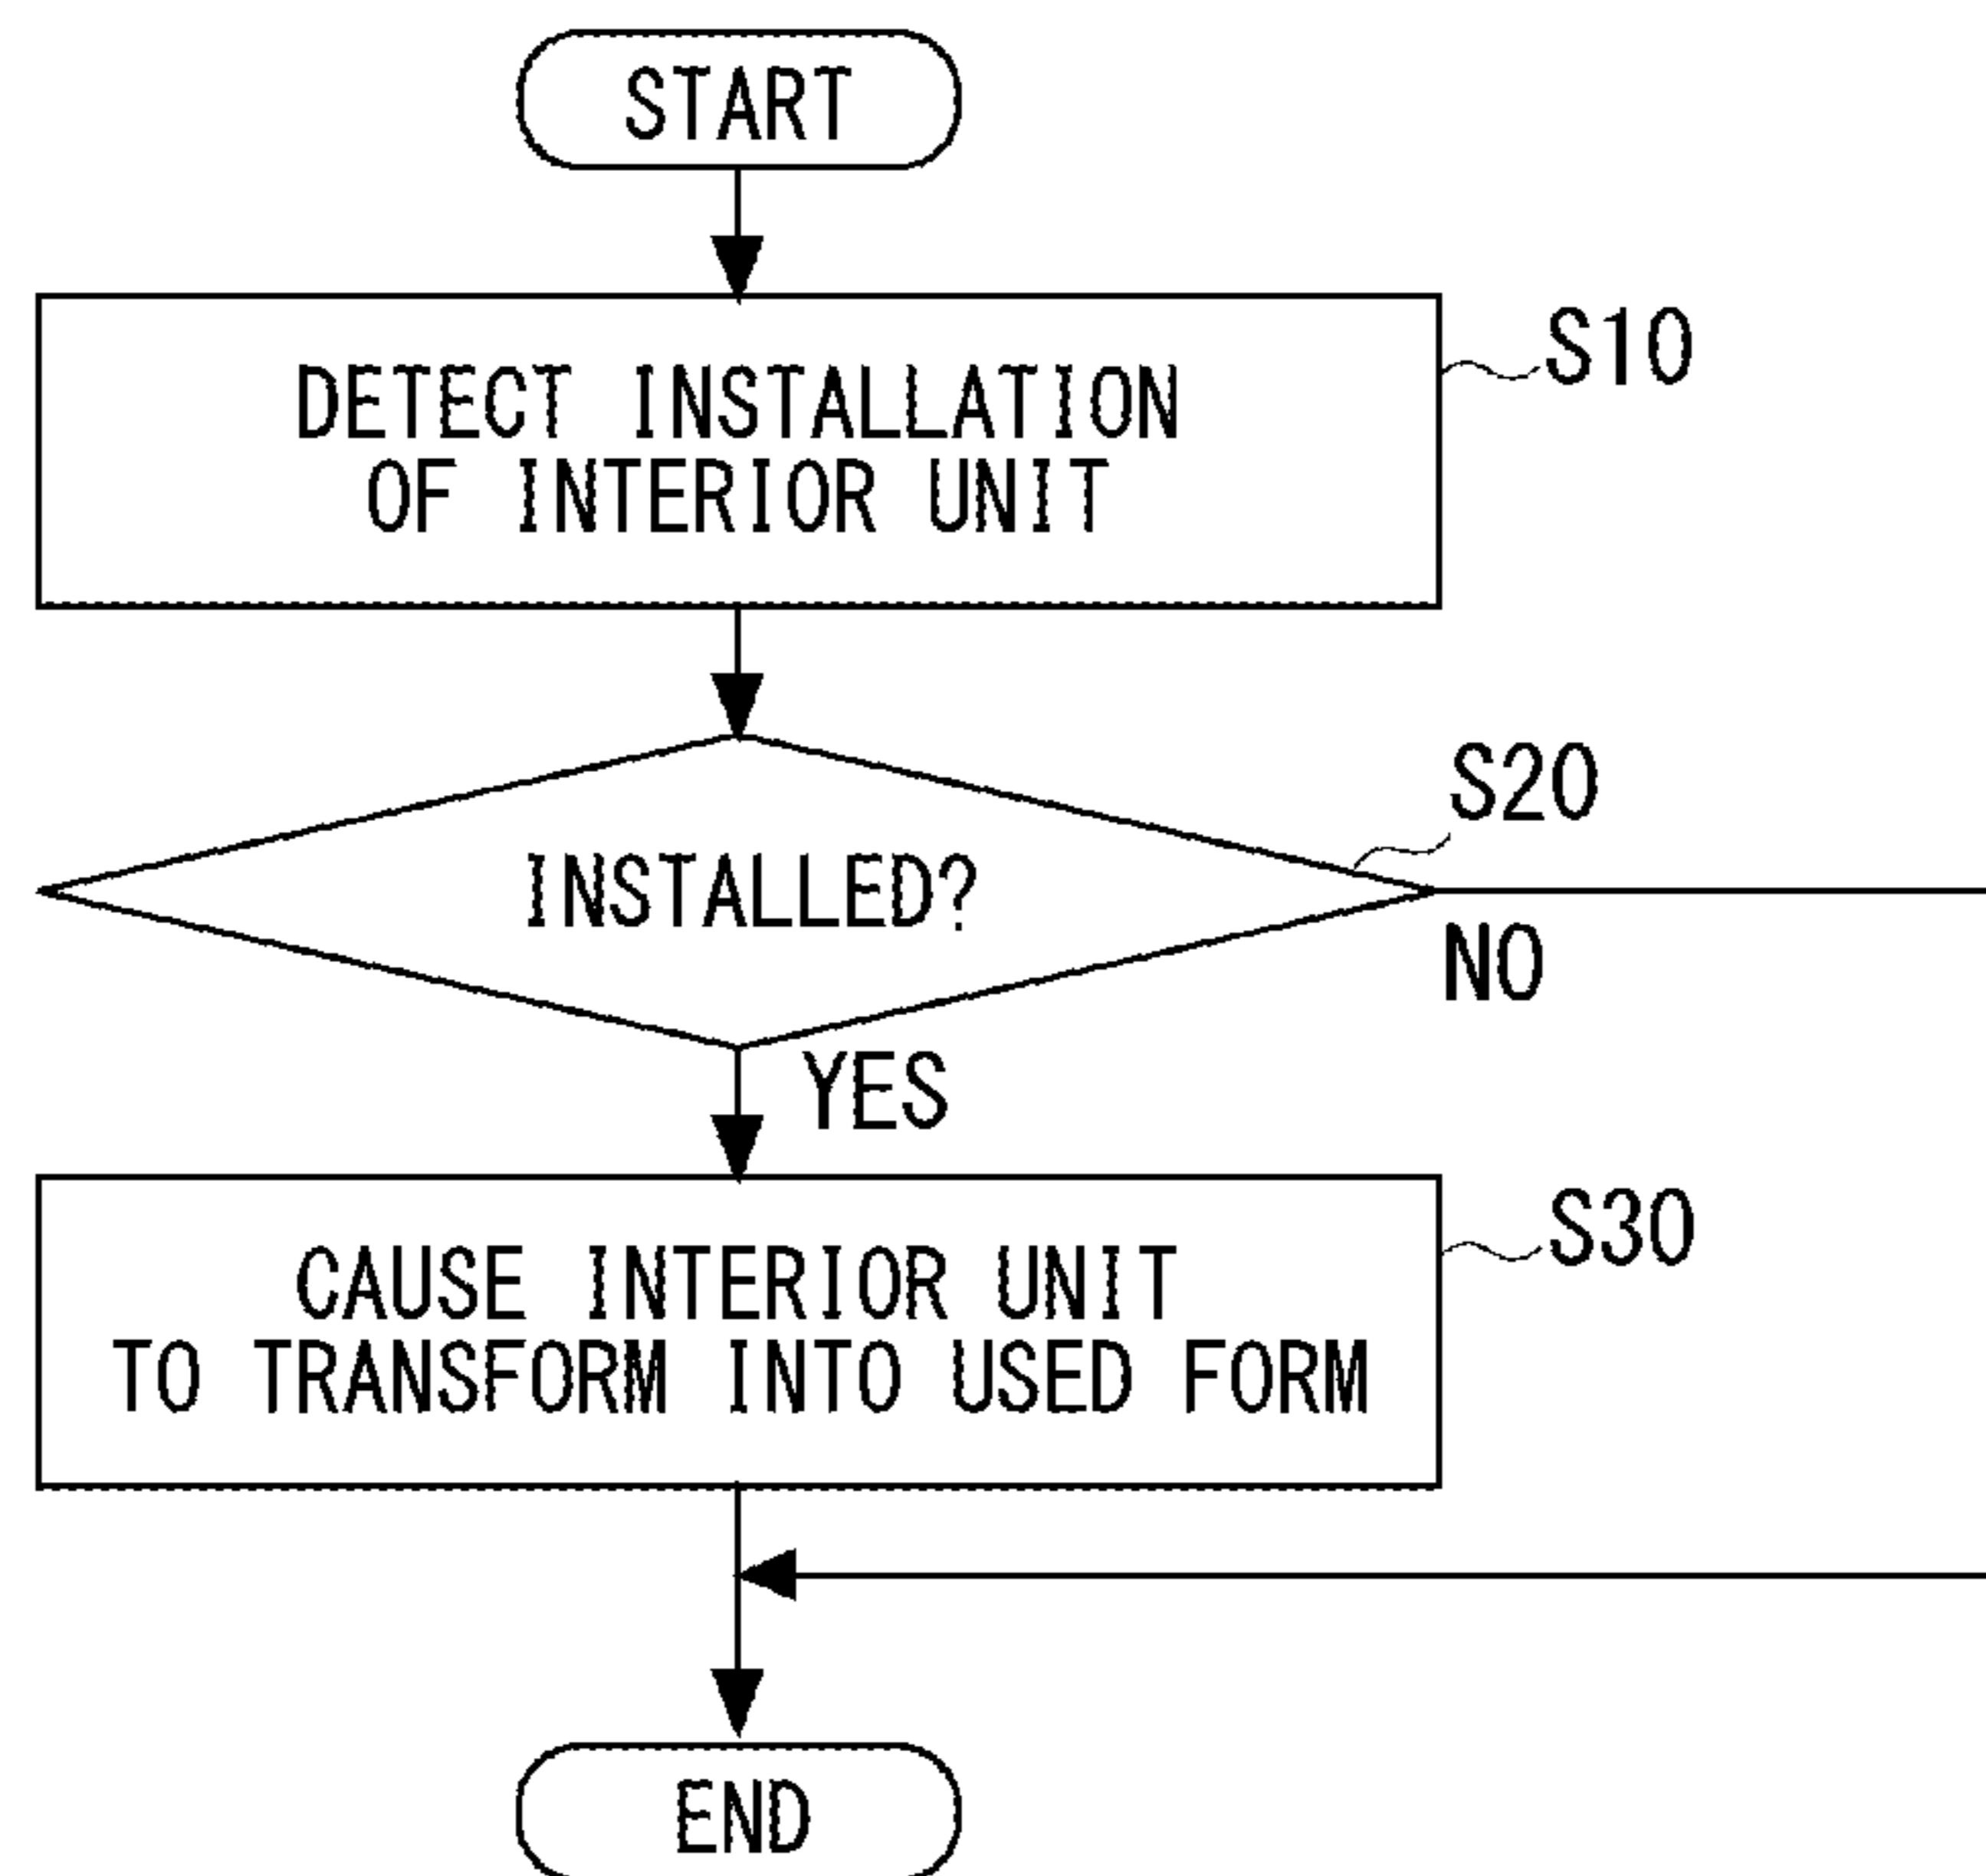 START
DETECT INSTALLATION
OF INTERIOR UNIT
S10
INSTALLED?
S20
NO
YES
CAUSE INTERIOR UNIT
TO TRANSFORM INTO USED FORM
S30
END